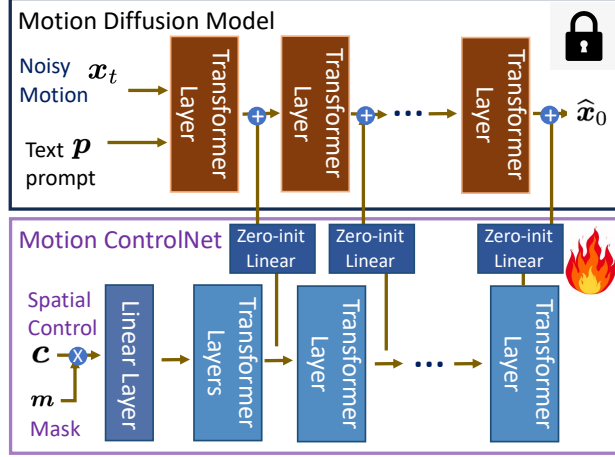 Motion Diffusion Model
Noisy
Motion
x_t
Text
prompt
p
Transformer
Layer
+
Transformer
Layer
+
...
Transformer
Layer
+
x̂_0
Motion ControlNet
Zero-init
Linear
Zero-init
Linear
Zero-init
Linear
Spatial
Control
c
X
m
Mask
Linear Layer
Transformer
Layers
Transformer
Layer
...
Transformer
Layer